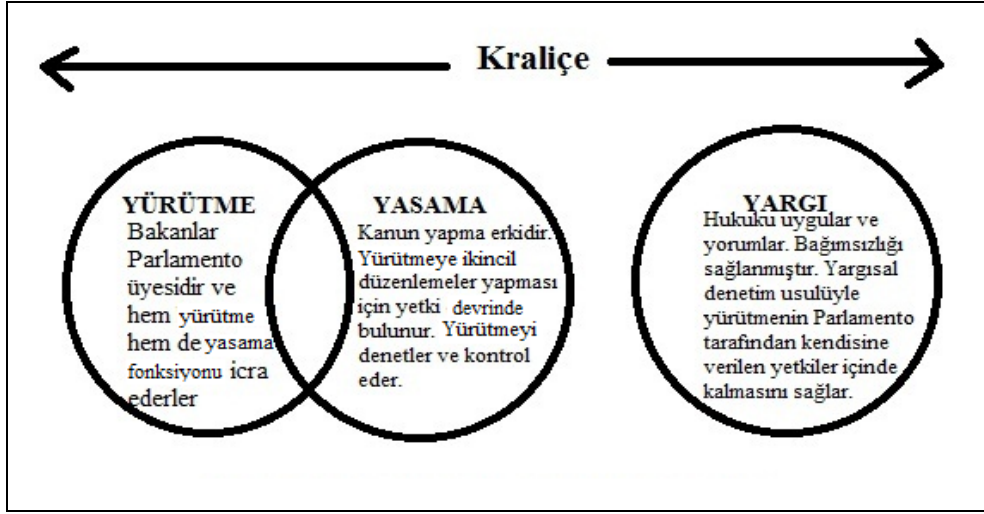 Kraliçe
YÜRÜTME
Bakanlar
Parlamento
üyesidir ve
hem yürütme
hem de yasama
fonksiyonu icra
ederler
YASAMA
Kanun yapma erkidir.
Yürütmeye ikincil
düzenlemeler yapması
için yetki devrinde
bulunur. Yürütmeyi
denetler ve kontrol
eder.
YARGI
Hukuku uygular ve
yorumlar. Bağımsızlığı
sağlanmıştır. Yargısal
denetim usulüyle
yürütmenin Parlamento
tarafından kendisine
verilen yetkiler içinde
kalmasını sağlar.